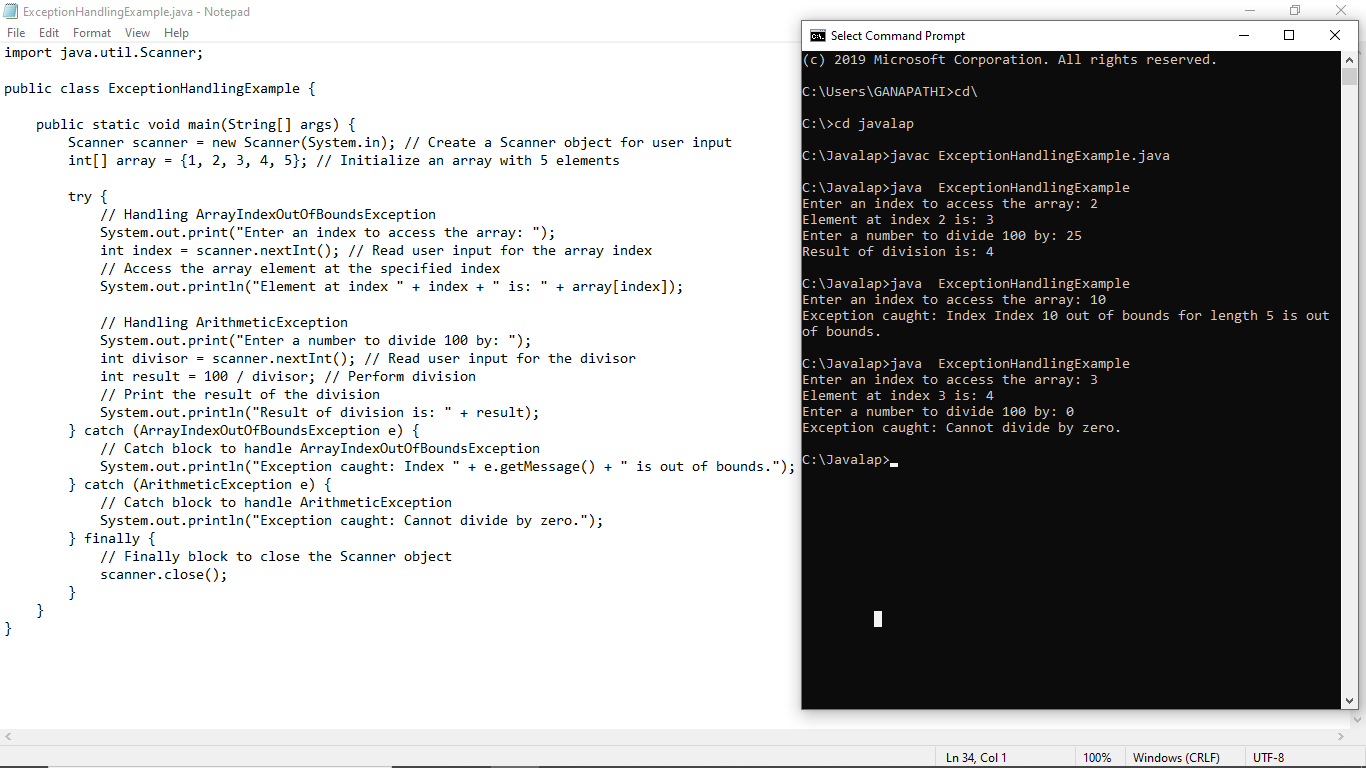 ExceptionHandlingExample.java - Notepad
File Edit Format View Help
import java.util.Scanner;
public class ExceptionHandlingExample {
public static void main(String[] args) {
Scanner scanner = new Scanner(System.in); // Create a Scanner object for user input
int[] array = {1, 2, 3, 4, 5}; // Initialize an array with 5 elements
try {
// Handling ArrayIndexOutOfBoundsException
System.out.print("Enter an index to access the array: ");
int index = scanner.nextInt(); // Read user input for the array index
// Access the array element at the specified index
System.out.println("Element at index " + index + " is: " + array[index]);
// Handling ArithmeticException
System.out.print("Enter a number to divide 100 by: ");
int divisor = scanner.nextInt(); // Read user input for the divisor
int result = 100 / divisor; // Perform division
// Print the result of the division
System.out.println("Result of division is: " + result);
} catch (ArrayIndexOutOfBoundsException e) {
// Catch block to handle ArrayIndexOutOfBoundsException
System.out.println("Exception caught: Index " + e.getMessage() + " is out of bounds.");
} catch (ArithmeticException e) {
// Catch block to handle ArithmeticException
System.out.println("Exception caught: Cannot divide by zero.");
} finally {
// Finally block to close the Scanner object
scanner.close();
}
}
}
Select Command Prompt
(c) 2019 Microsoft Corporation. All rights reserved.
C:\Users\GANAPATHI>cd\
C:\>cd javalap
C:\Javalap>javac ExceptionHandlingExample.java
C:\Javalap>java  ExceptionHandlingExample
Enter an index to access the array: 2
Element at index 2 is: 3
Enter a number to divide 100 by: 25
Result of division is: 4
C:\Javalap>java  ExceptionHandlingExample
Enter an index to access the array: 10
Exception caught: Index Index 10 out of bounds for length 5 is out
of bounds.
C:\Javalap>java  ExceptionHandlingExample
Enter an index to access the array: 3
Element at index 3 is: 4
Enter a number to divide 100 by: 0
Exception caught: Cannot divide by zero.
C:\Javalap>
Ln 34, Col 1 100% Windows (CRLF) UTF-8